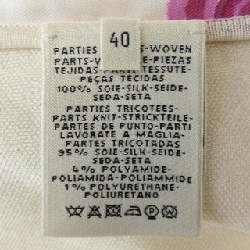 40
PARTIES
-WOVEN
PARTS-WOVEN-PIEZAS
TEJIDAS-PARTI TESSUTE-
PEÇAS TECIDAS
100% SOIE-SILK-SEIDE-
SEDA-SETA
PARTIES TRICOTEES-
PARTS KNIT-STRICKTEILE-
PARTES DE PUNTO-PARTI
LAVORATE A MAGLIA-
PARTES TRICOTADAS
95% SOIE-SILK-SEIDE-
SEDA-SETA
4% POLYAMIDE-
POLIAMIDA-POLIAMMIDE
1% POLYURETHANE-
POLIURETANO